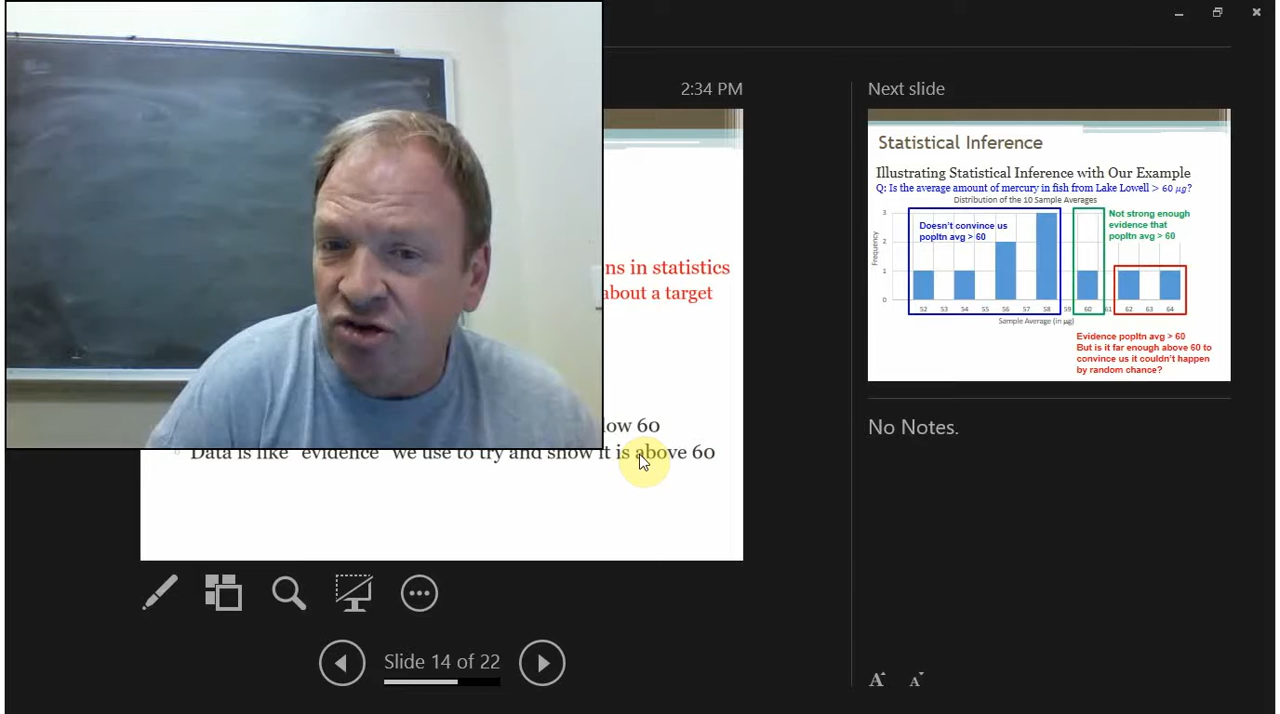 2:34 PM
ns in statistics
about a target
low 60
Data is like "evidence" we use to try and show it is above 60
Slide 14 of 22
Next slide
Statistical Inference
Illustrating Statistical Inference with Our Example
Q: Is the average amount of mercury in fish from Lake Lowell > 60 μg?
Distribution of the 10 Sample Averages
Frequency
3
2
1
0
Doesn't convince us
popltn avg > 60
Not strong enough
evidence that
popltn avg > 60
52 53 54 55 56 57 58 59 60 61 62 63 64
Sample Average (in μg)
Evidence popltn avg > 60
But is it far enough above 60 to
convince us it couldn't happen
by random chance?
No Notes.
A A